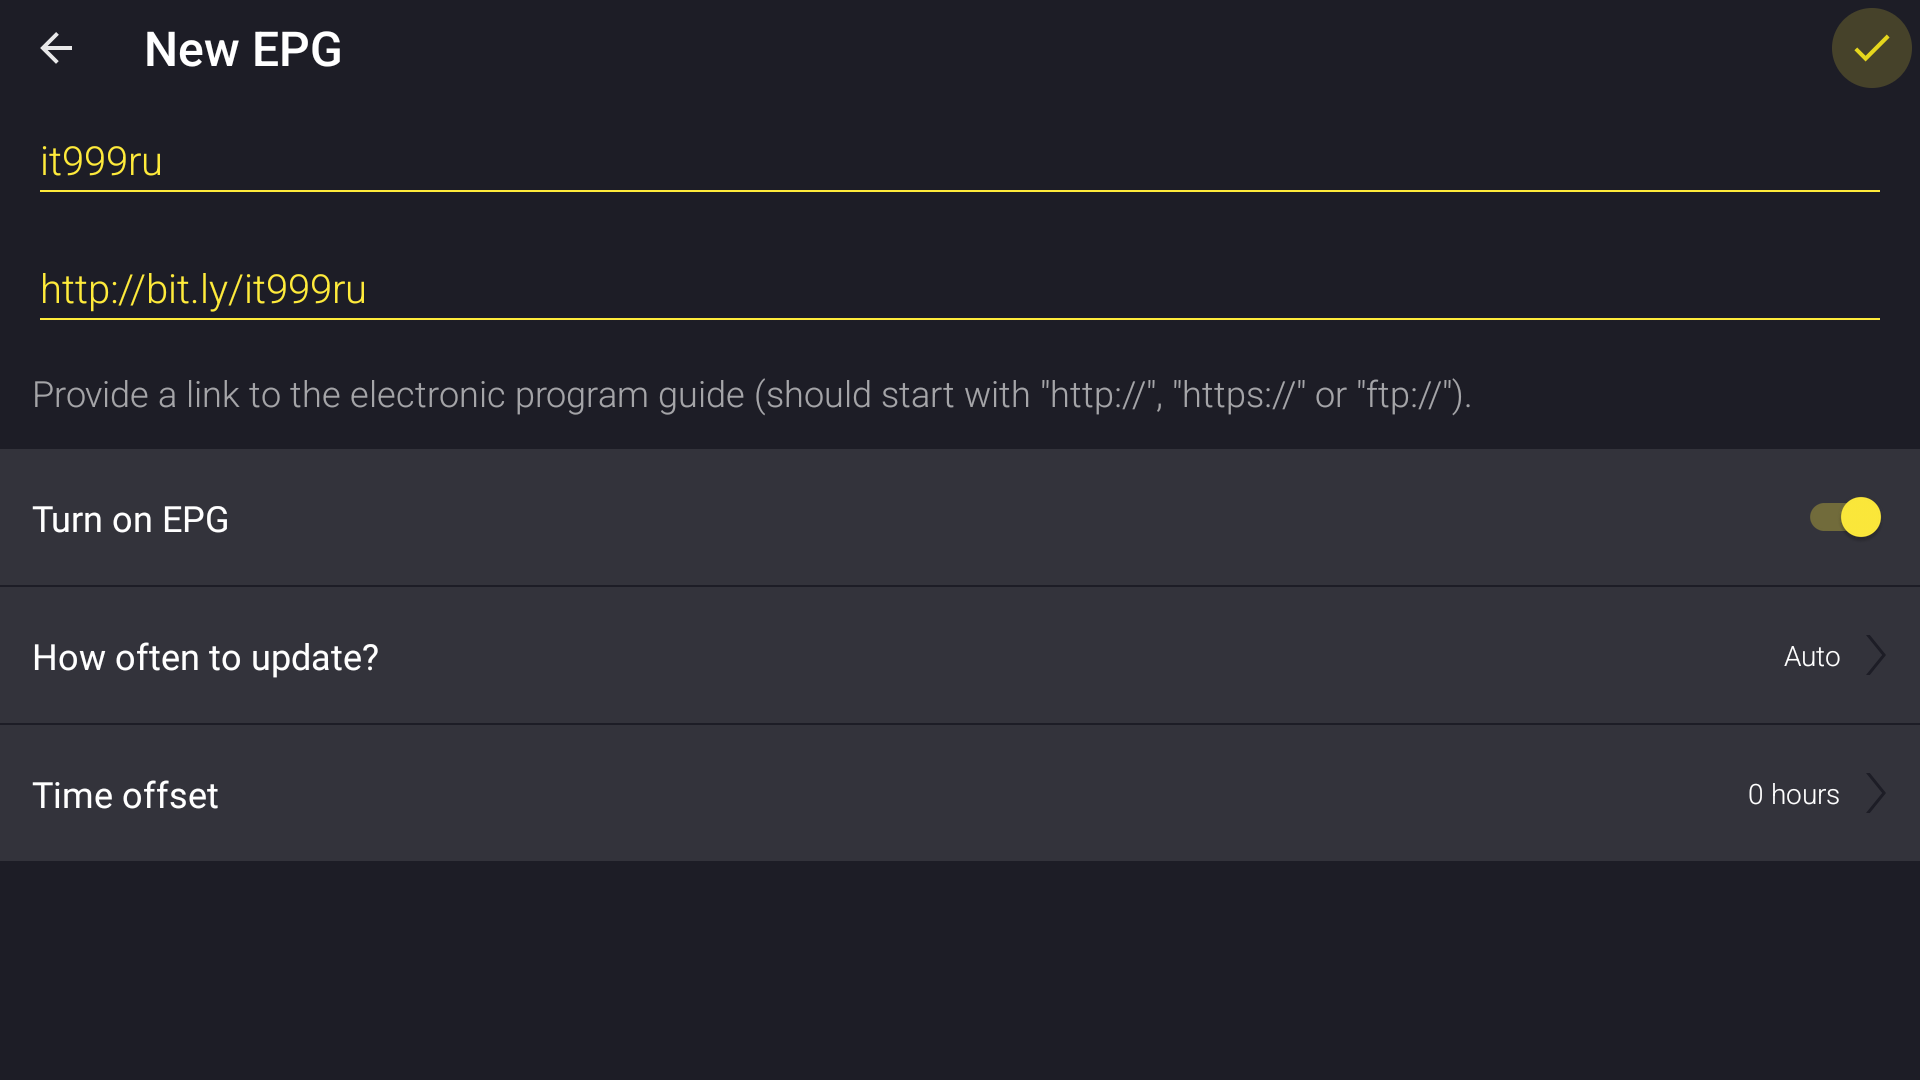 New EPG
it999ru
http://bit.ly/it999ru
Provide a link to the electronic program guide (should start with "http://", "https://" or "ftp://").
Turn on EPG
How often to update?
Auto
Time offset
0 hours